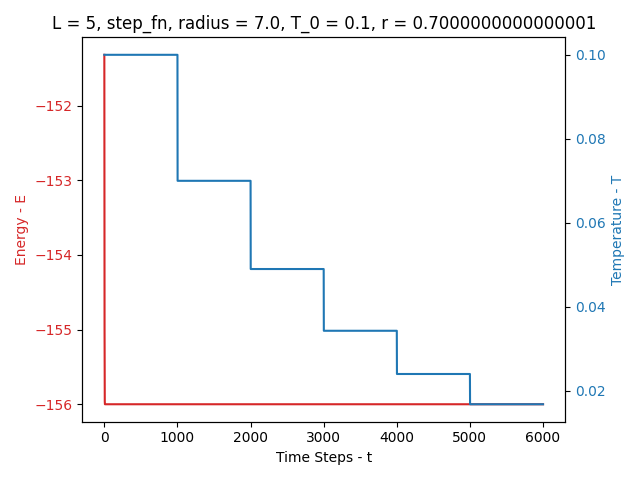 L = 5, step_fn, radius = 7.0, T_0 = 0.1, r = 0.7000000000000001
−152
−153
−154
−155
−156
Energy - E
0.10
0.08
0.06
0.04
0.02
Temperature - T
0 1000 2000 3000 4000 5000 6000
Time Steps - t